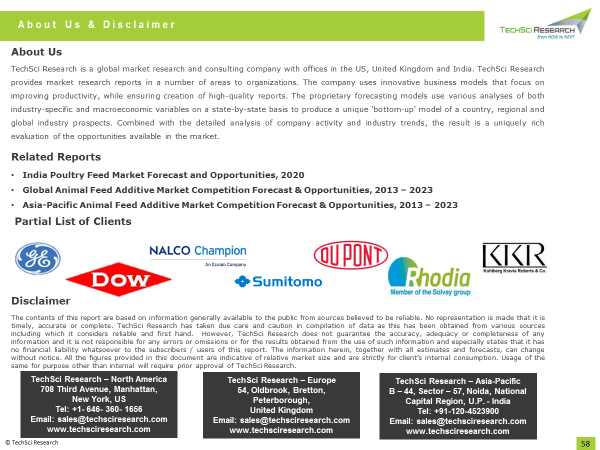 About Us & Disclaimer
TechSci Research
from NOW to NEXT
About Us
TechSci Research is a global market research and consulting company with offices in the US, United Kingdom and India. TechSci Research
provides market research reports in a number of areas to organizations. The company uses innovative business models that focus on
improving productivity, while ensuring creation of high-quality reports. The proprietary forecasting models use various analyses of both
industry-specific and macroeconomic variables on a state-by-state basis to produce a unique ‘bottom-up’ model of a country, regional and
global industry prospects. Combined with the detailed analysis of company activity and industry trends, the result is a uniquely rich
evaluation of the opportunities available in the market.
Related Reports
• India Poultry Feed Market Forecast and Opportunities, 2020
• Global Animal Feed Additive Market Competition Forecast & Opportunities, 2013 – 2023
• Asia-Pacific Animal Feed Additive Market Competition Forecast & Opportunities, 2013 – 2023
Partial List of Clients
GE
NALCO Champion
An Ecolab Company
DU PONT
KKR
Kohlberg Kravis Roberts & Co.
DOW
Sumitomo
Rhodia
Member of the Solvay group
Disclaimer
The contents of this report are based on information generally available to the public from sources believed to be reliable. No representation is made that it is
timely, accurate or complete. TechSci Research has taken due care and caution in compilation of data as this has been obtained from various sources
including which it considers reliable and first hand. However, TechSci Research does not guarantee the accuracy, adequacy or completeness of any
information and it is not responsible for any errors or omissions or for the results obtained from the use of such information and especially states that it has
no financial liability whatsoever to the subscribers / users of this report. The information herein, together with all estimates and forecasts, can change
without notice. All the figures provided in this document are indicative of relative market size and are strictly for client's internal consumption. Usage of the
same for purpose other than internal will require prior approval of TechSci Research.
TechSci Research – North America
708 Third Avenue, Manhattan,
New York, US
Tel: +1- 646- 360- 1656
Email: sales@techsciresearch.com
www.techsciresearch.com
TechSci Research – Europe
54, Oldbrook, Bretton,
Peterborough,
United Kingdom
Email: sales@techsciresearch.com
www.techsciresearch.com
TechSci Research – Asia-Pacific
B – 44, Sector – 57, Noida, National
Capital Region, U.P. - India
Tel: +91-120-4523900
Email: sales@techsciresearch.com
www.techsciresearch.com
© TechSci Research
58